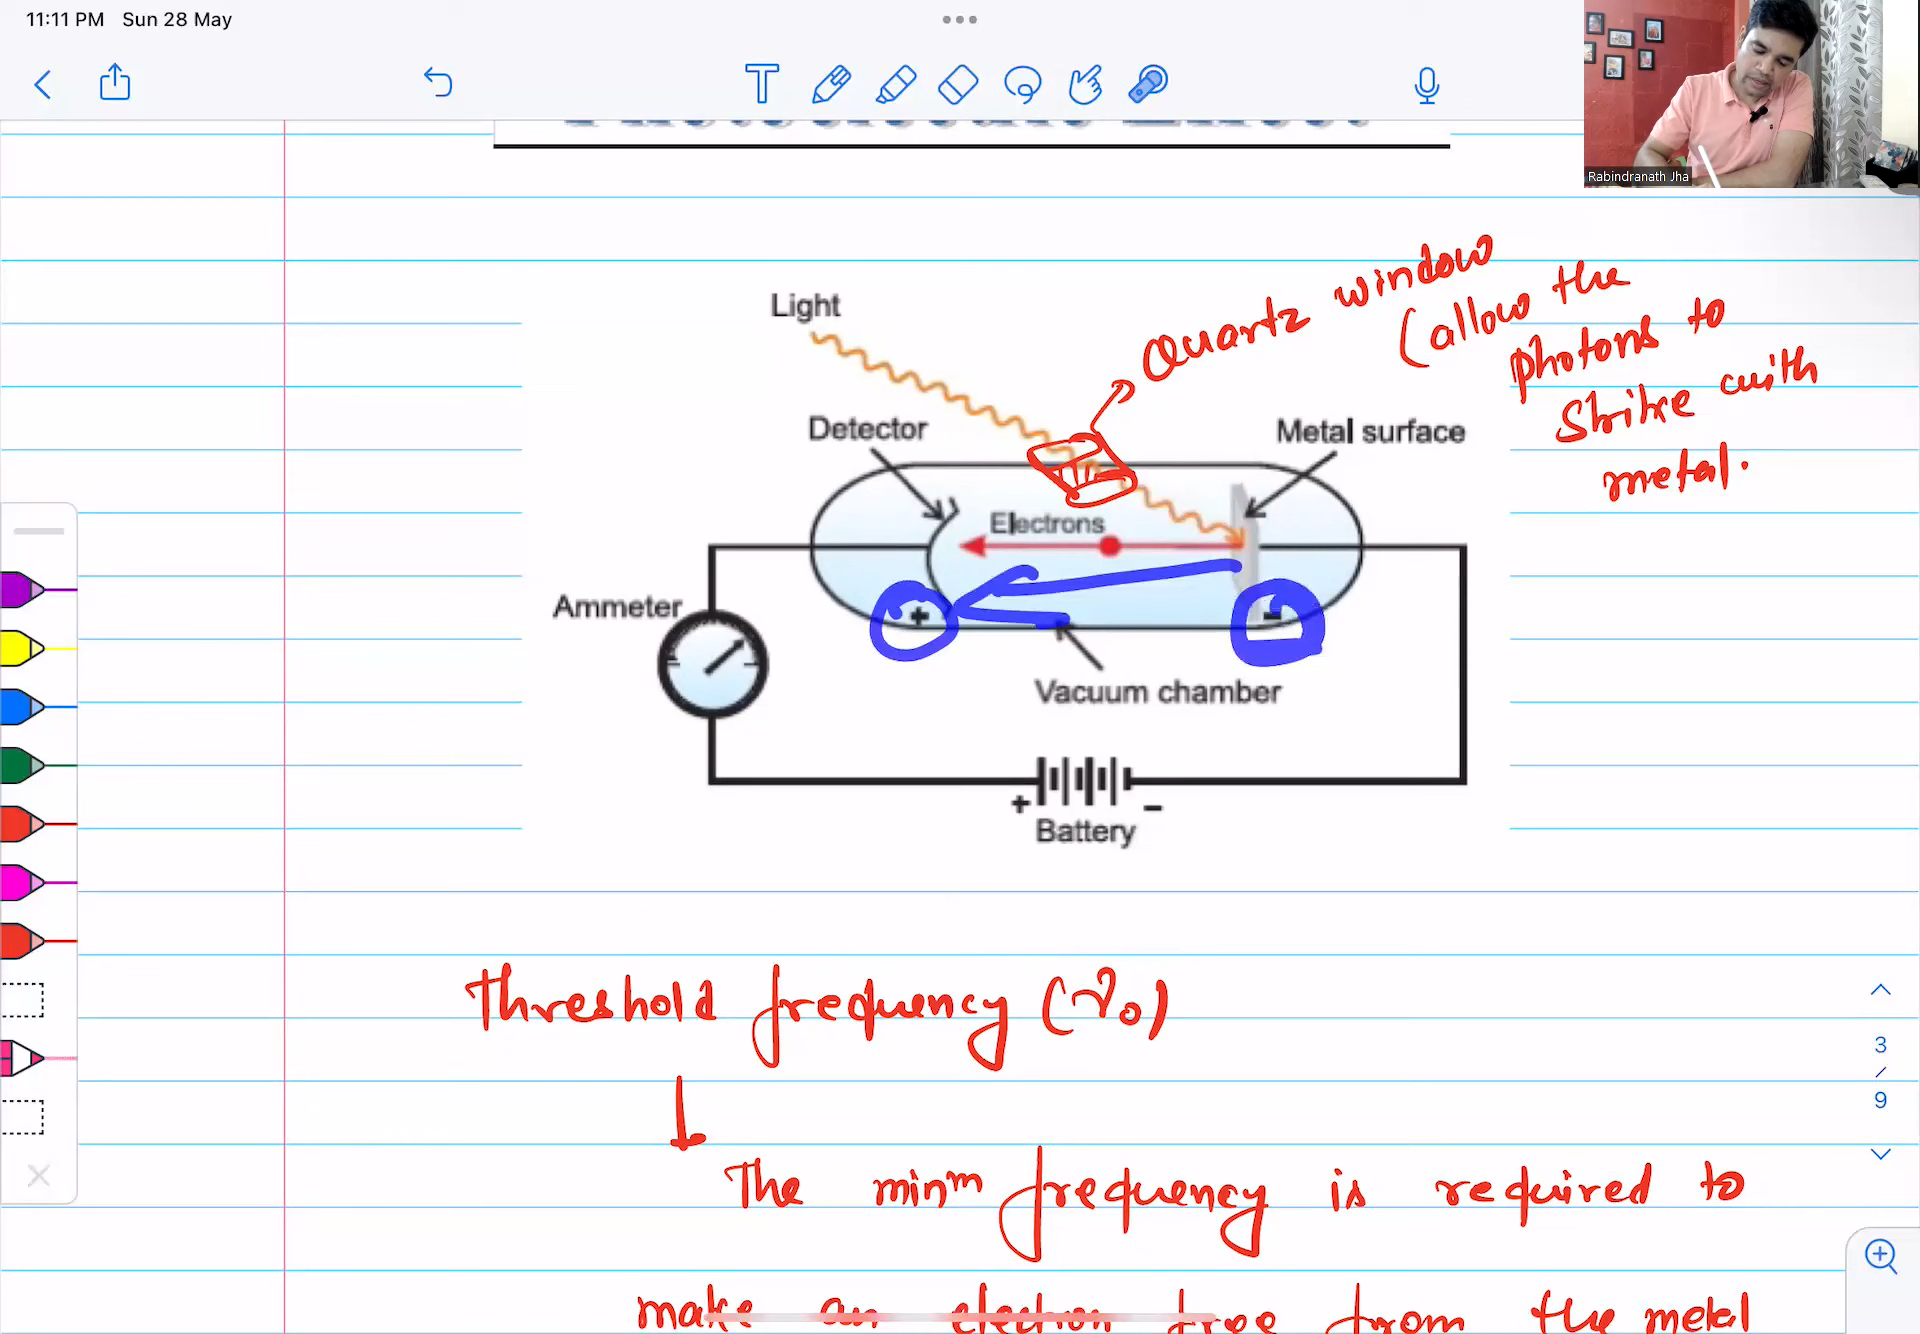 11:11 PM Sun 28 May
Rabindranath Jha
Light
Quartz window
(allow the
photons to
strike with
metal.
Detector
Metal surface
Electrons
+
-
Ammeter
Vacuum chamber
+ -
Battery
Threshold frequency (ν₀)
3
/
9
The minᵐ frequency is required to
make an electron free from the metal